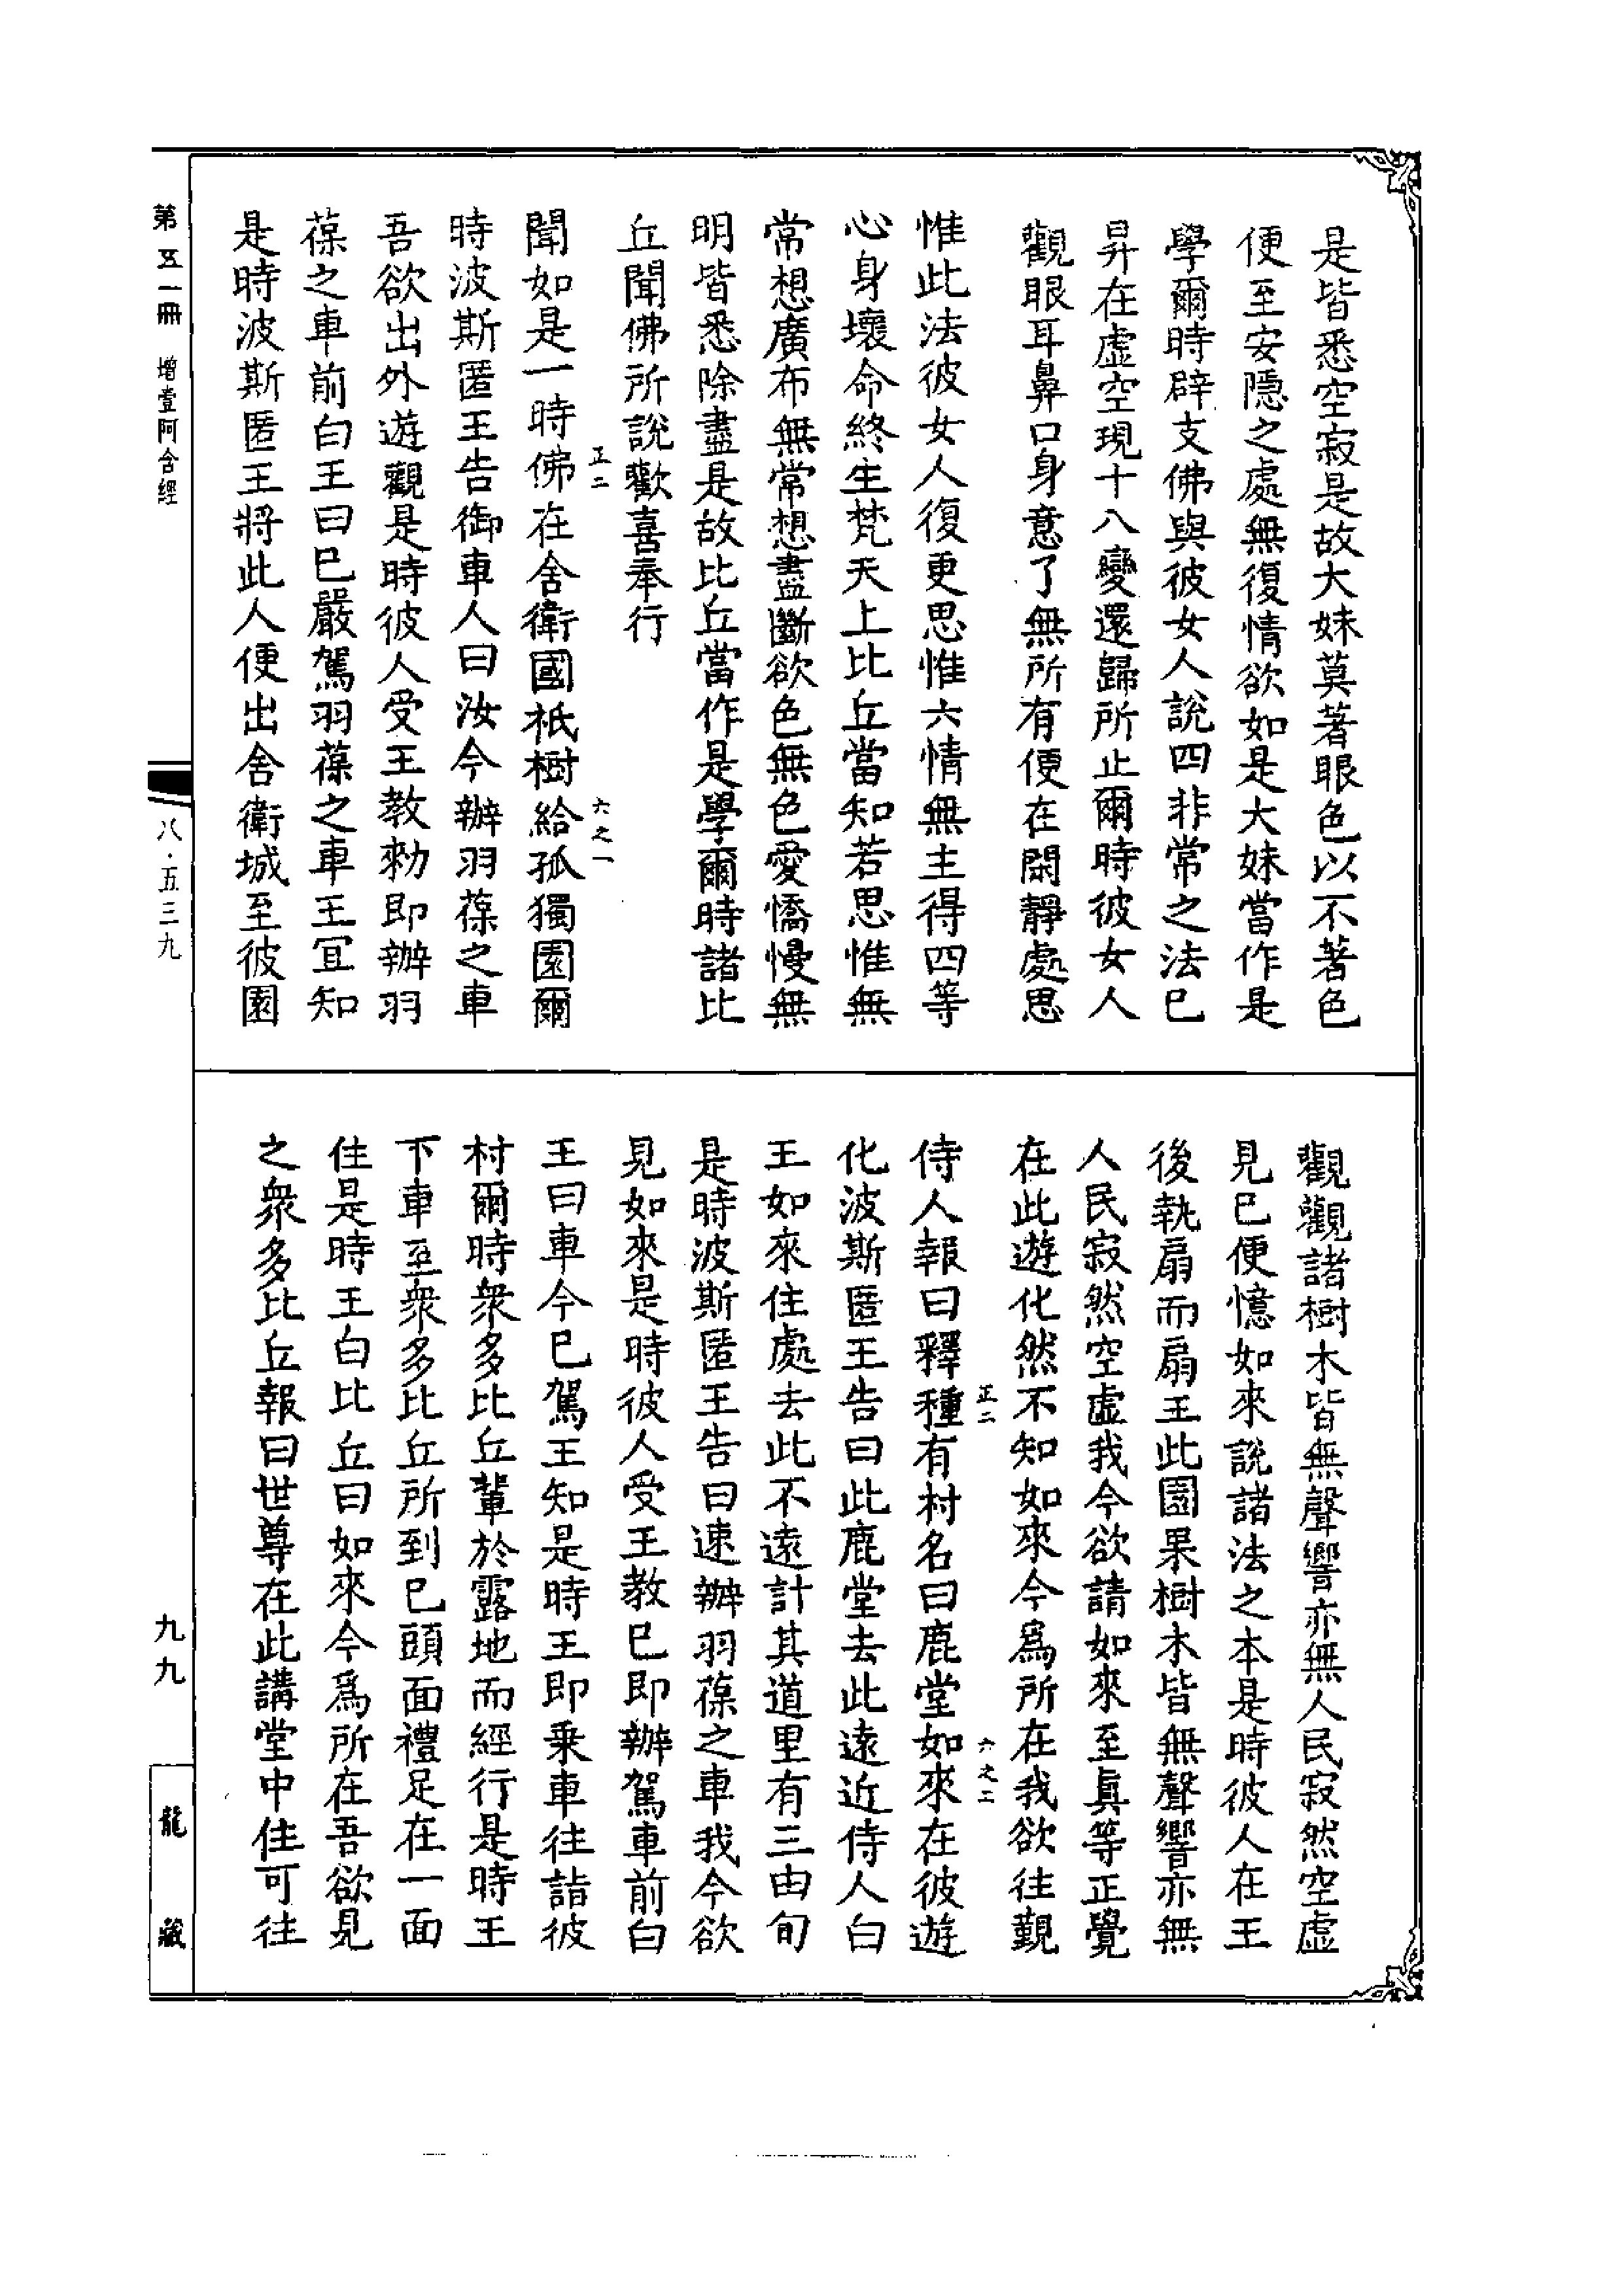 是皆悉空寂是故大妹莫著眼色以不著色
便至安隱之處無復情欲如是大妹當作是
學爾時辟支佛與彼女人說四非常之法已
昇在虛空現十八變還歸所止爾時彼女人
觀眼耳鼻口身意了無所有便在閑靜處思
惟此法彼女人復更思惟六情無主得四等
心身壞命終生梵天上比丘當知若思惟無
常想廣布無常想盡斷欲色無色愛憍慢無
明皆悉除盡是故比丘當作是學爾時諸比
丘聞佛所說歡喜奉行
正二 六之一
聞如是一時佛在舍衛國祇樹給孤獨園爾
時波斯匿王告御車人曰汝今辦羽葆之車
吾欲出外遊觀是時彼人受王教勑即辦羽
葆之車前白王曰已嚴駕羽葆之車王宜知
是時波斯匿王將此人便出舍衛城至彼園
觀觀諸樹木皆無聲響亦無人民寂然空虛
見已便憶如來說諸法之本是時彼人在王
後執扇而扇王此園果樹木皆無聲響亦無
人民寂然空虛我今欲請如來至真等正覺
在此遊化然不知如來今為所在我欲往覲
正二 六之二
侍人報曰釋種有村名曰鹿堂如來在彼遊
化波斯匿王告曰此鹿堂去此遠近侍人白
王如來住處去此不遠計其道里有三由旬
是時波斯匿王告曰速辦羽葆之車我今欲
見如來是時彼人受王教已即辦駕車前白
王曰車今已駕王知是時王即乘車往詣彼
村爾時眾多比丘輩於露地而經行是時王
下車至眾多比丘所到已頭面禮足在一面
住是時王白比丘曰如來今為所在吾欲見
之眾多比丘報曰世尊在此講堂中住可往
第五一冊 增壹阿含經
八·五三九
九九
龍藏